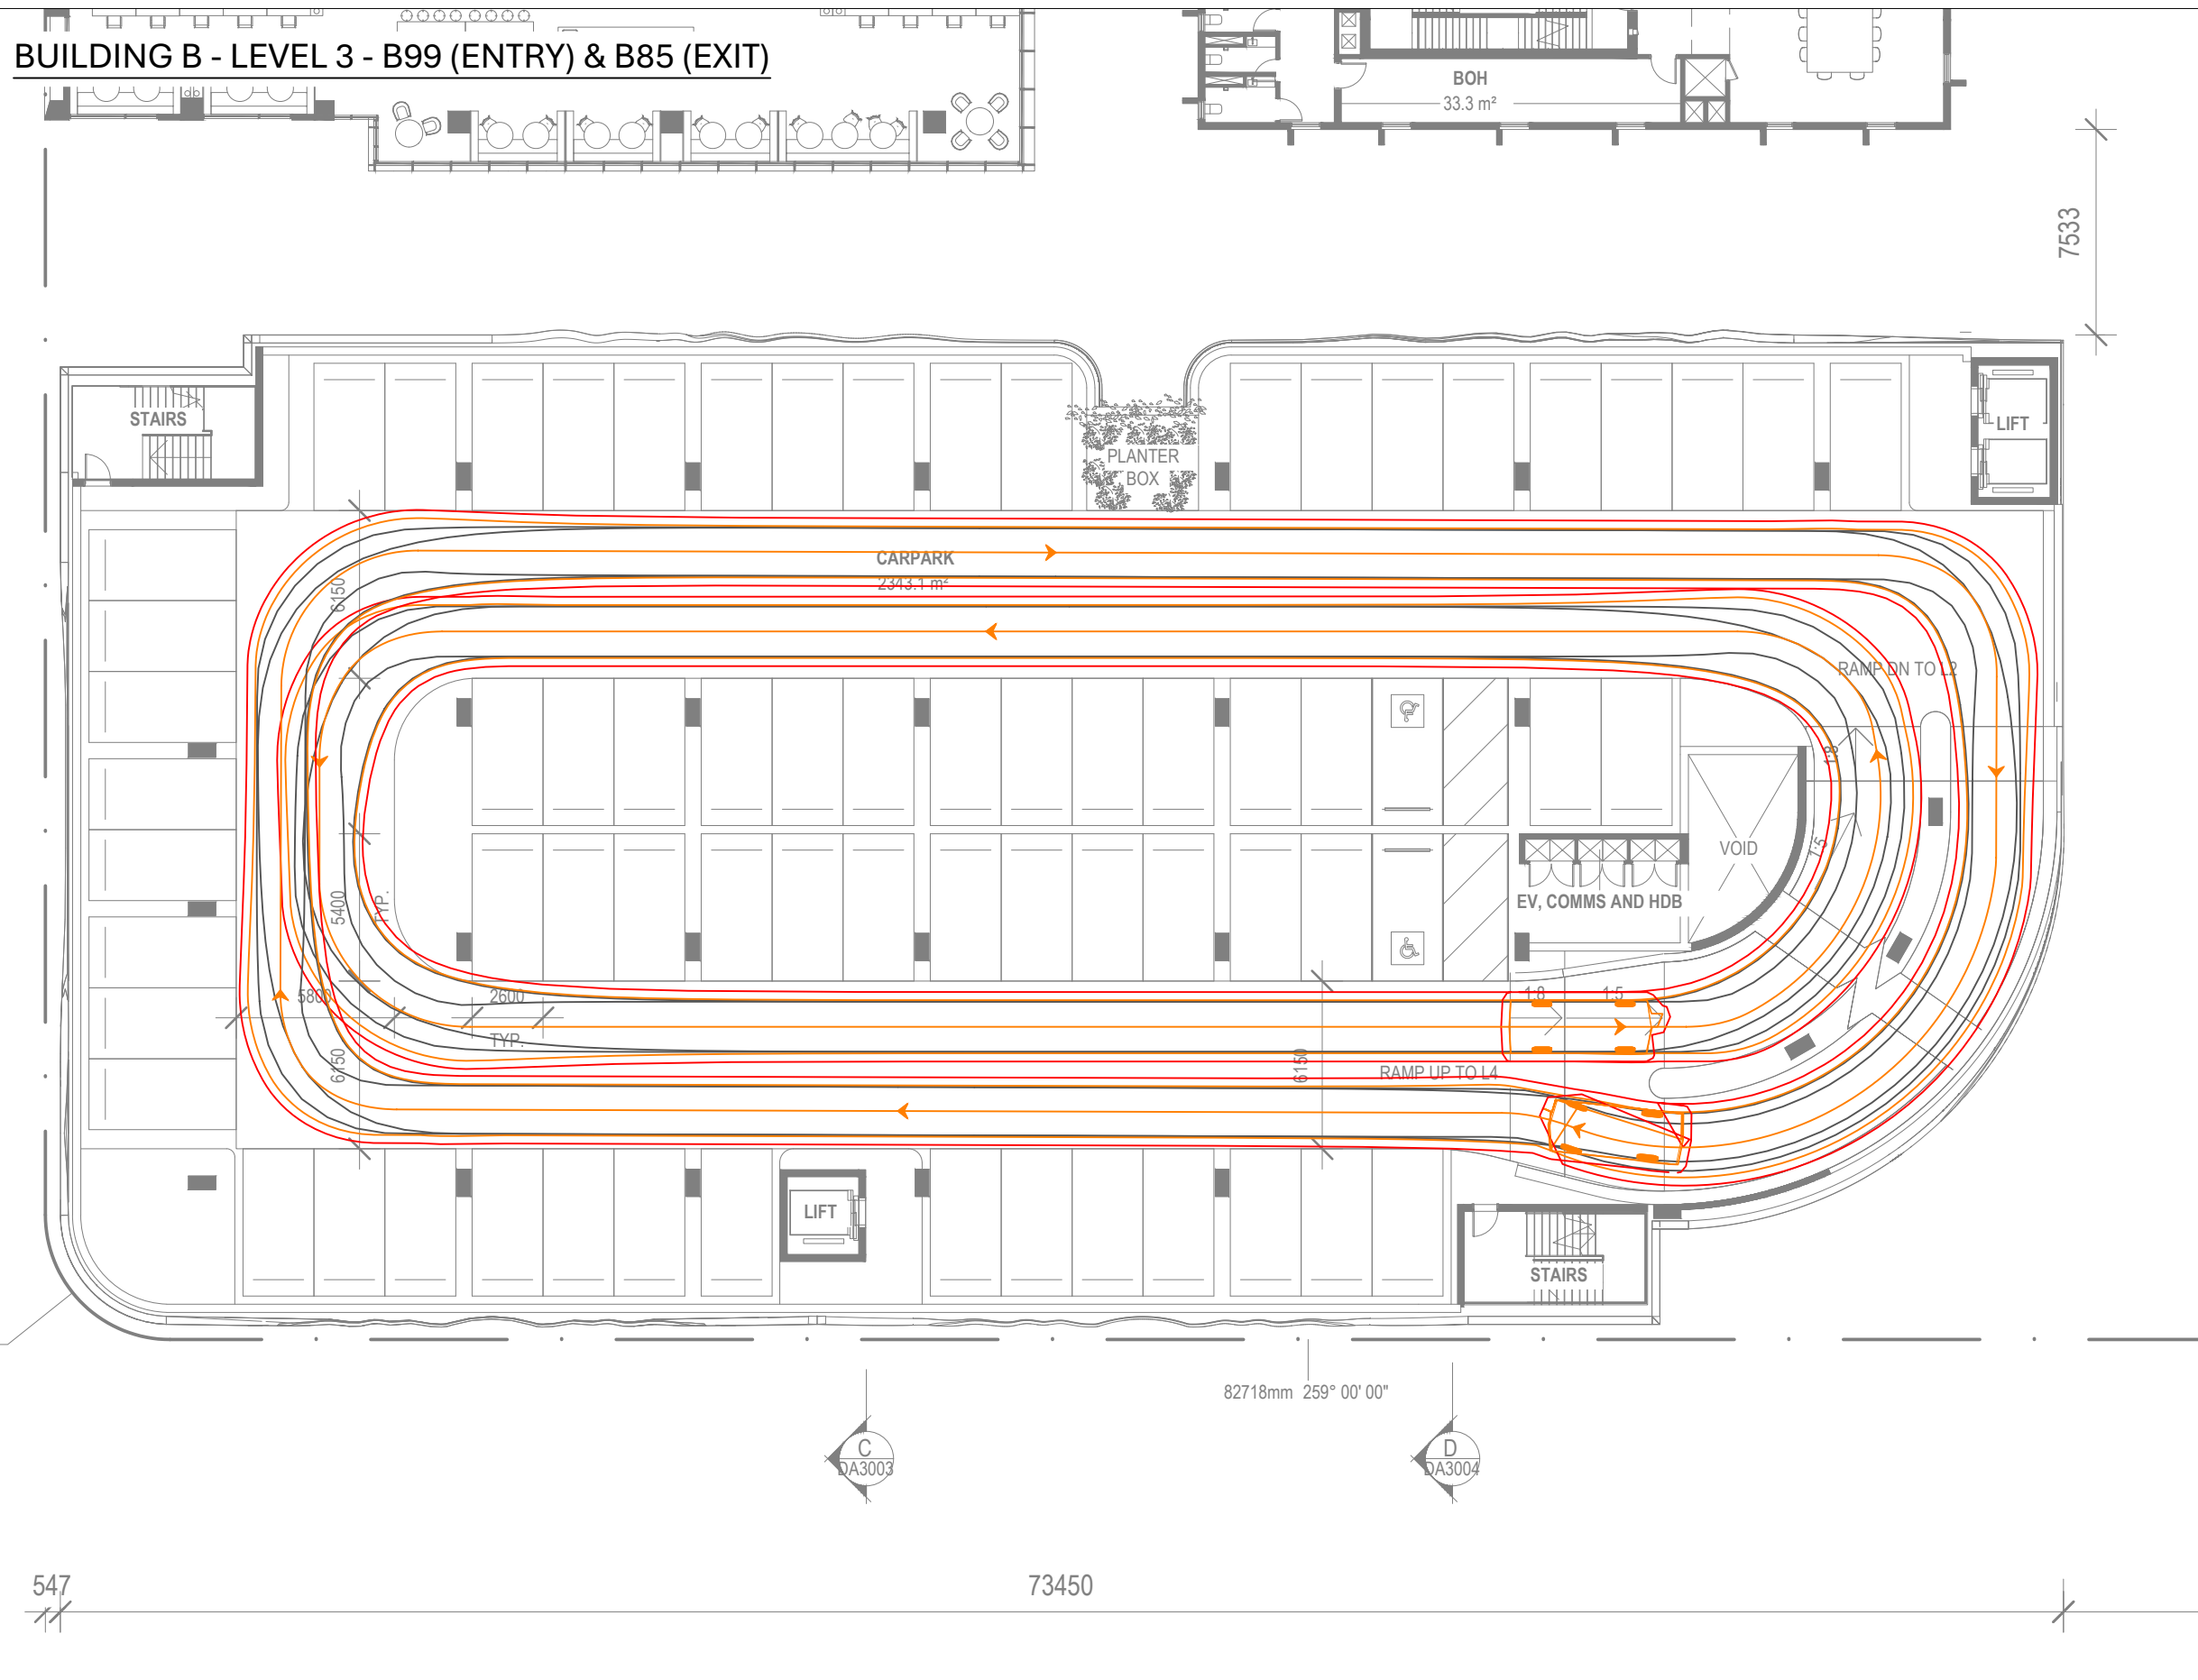 BUILDING B - LEVEL 3 - B99 (ENTRY) & B85 (EXIT)
BOH
33.3 m²
7533
STAIRS
LIFT
PLANTER
BOX
CARPARK
2343.1 m²
6150
RAMP DN TO L2
1:8
1:5
VOID
EV, COMMS AND HDB
5400
TYP.
5800
2600
TYP.
6150
6150
1:8
1:5
RAMP UP TO L4
LIFT
STAIRS
82718mm 259° 00' 00"
C
DA3003
D
DA3004
547
73450